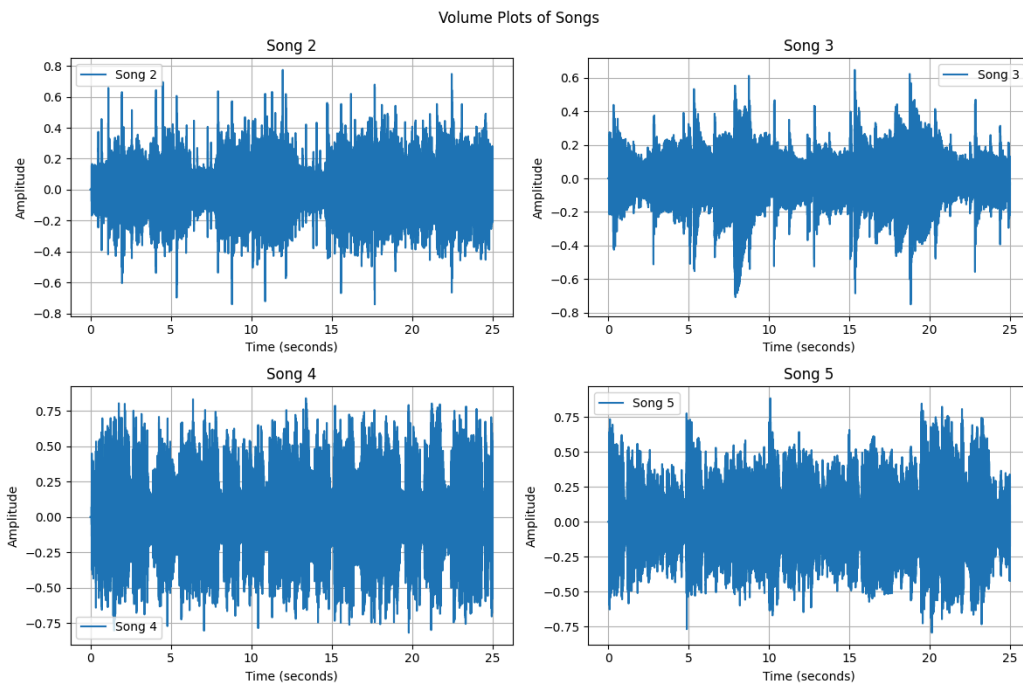 Volume Plots of Songs
Song 2
Song 2
0.8
0.6
0.4
0.2
0.0
−0.2
−0.4
−0.6
−0.8
Amplitude
0 5 10 15 20 25
Time (seconds)
Song 3
Song 3
0.6
0.4
0.2
0.0
−0.2
−0.4
−0.6
−0.8
Amplitude
0 5 10 15 20 25
Time (seconds)
Song 4
0.75
0.50
0.25
0.00
−0.25
−0.50
−0.75
Amplitude
Song 4
0 5 10 15 20 25
Time (seconds)
Song 5
Song 5
0.75
0.50
0.25
0.00
−0.25
−0.50
−0.75
Amplitude
0 5 10 15 20 25
Time (seconds)